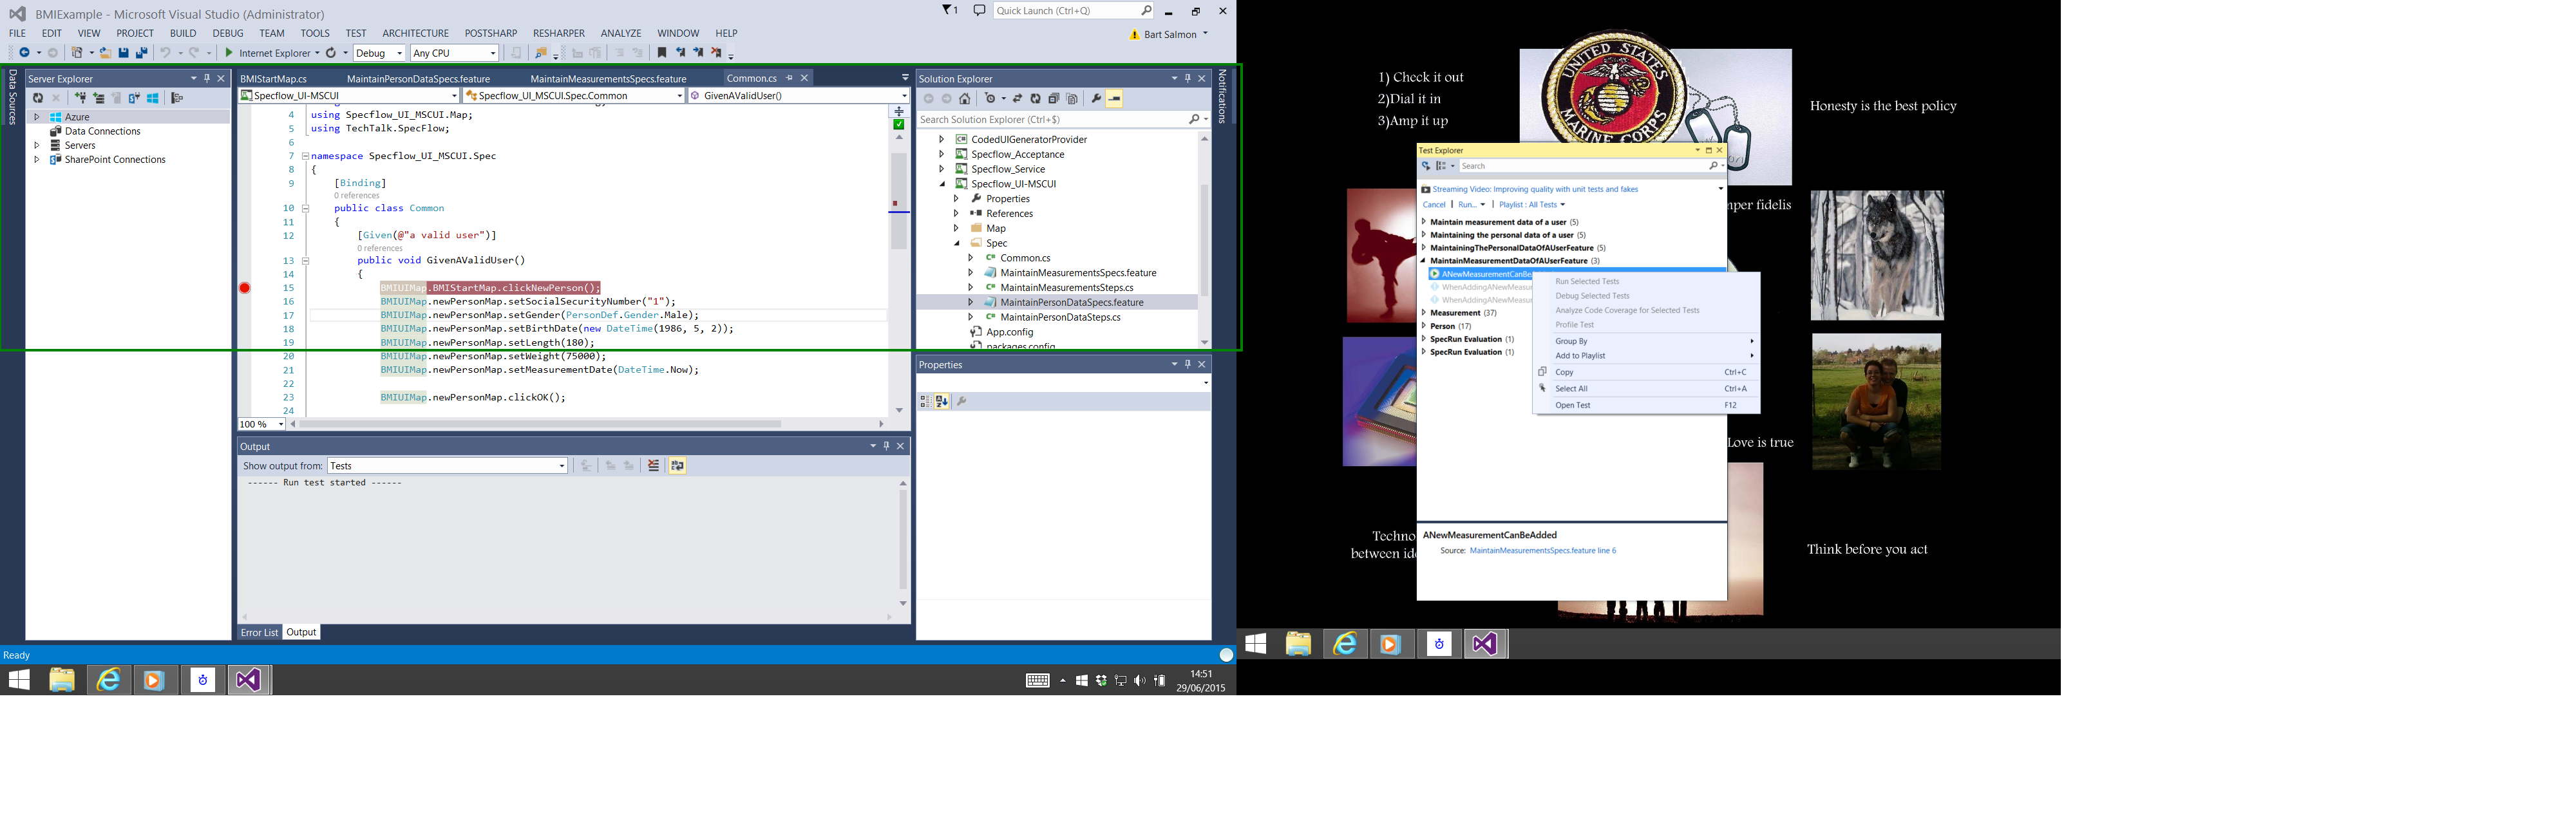 BMIExample - Microsoft Visual Studio (Administrator)
1
Quick Launch (Ctrl+Q)
FILE EDIT VIEW PROJECT BUILD DEBUG TEAM TOOLS TEST ARCHITECTURE POSTSHARP RESHARPER ANALYZE WINDOW HELP
Bart Salmon
Internet Explorer
Debug
Any CPU
Data Sources
Server Explorer
Azure
Data Connections
Servers
SharePoint Connections
BMIStartMap.cs MaintainPersonDataSpecs.feature MaintainMeasurementsSpecs.feature Common.cs
Specflow_UI-MSCUI Specflow_UI_MSCUI.Spec.Common GivenAValidUser()
4 using Specflow_UI_MSCUI.Map;
5 using TechTalk.SpecFlow;
6
7 namespace Specflow_UI_MSCUI.Spec
8 {
9 [Binding]
0 references
10 public class Common
11 {
12 [Given(@"a valid user")]
0 references
13 public void GivenAValidUser()
14 {
15 BMIUIMap.BMIStartMap.clickNewPerson();
16 BMIUIMap.newPersonMap.setSocialSecurityNumber("1");
17 BMIUIMap.newPersonMap.setGender(PersonDef.Gender.Male);
18 BMIUIMap.newPersonMap.setBirthDate(new DateTime(1986, 5, 2));
19 BMIUIMap.newPersonMap.setLength(180);
20 BMIUIMap.newPersonMap.setWeight(75000);
21 BMIUIMap.newPersonMap.setMeasurementDate(DateTime.Now);
22
23 BMIUIMap.newPersonMap.clickOK();
24
100 %
Output
Show output from: Tests
------ Run test started ------
Error List Output
Solution Explorer
Search Solution Explorer (Ctrl+$)
CodedUIGeneratorProvider
Specflow_Acceptance
Specflow_Service
Specflow_UI-MSCUI
Properties
References
Map
Spec
Common.cs
MaintainMeasurementsSpecs.feature
MaintainMeasurementsSteps.cs
MaintainPersonDataSpecs.feature
MaintainPersonDataSteps.cs
App.config
packages.config
Notifications
Properties
Ready
14:51
29/06/2015
1) Check it out
2)Dial it in
3)Amp it up
UNITED STATES
MARINE CORPS
Honesty is the best policy
mper fidelis
Test Explorer
Search
Streaming Video: Improving quality with unit tests and fakes
Cancel | Run... | Playlist : All Tests
Maintain measurement data of a user (5)
Maintaining the personal data of a user (5)
MaintainingThePersonalDataOfAUserFeature (5)
MaintainMeasurementDataOfAUserFeature (3)
ANewMeasurementCanBe
WhenAddingANewMeasur
WhenAddingANewMeasur
Measurement (37)
Person (17)
SpecRun Evaluation (1)
SpecRun Evaluation (1)
Run Selected Tests
Debug Selected Tests
Analyze Code Coverage for Selected Tests
Profile Test
Group By
Add to Playlist
Copy Ctrl+C
Select All Ctrl+A
Open Test F12
Love is true
ANewMeasurementCanBeAdded
Source: MaintainMeasurementsSpecs.feature line 6
Techno
between ide
Think before you act